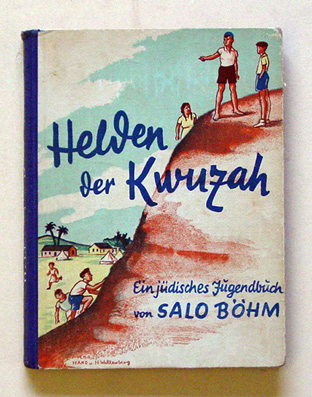 Helden
der Kwuzah
Ein jüdisches Jugendbuch
von SALO BÖHM